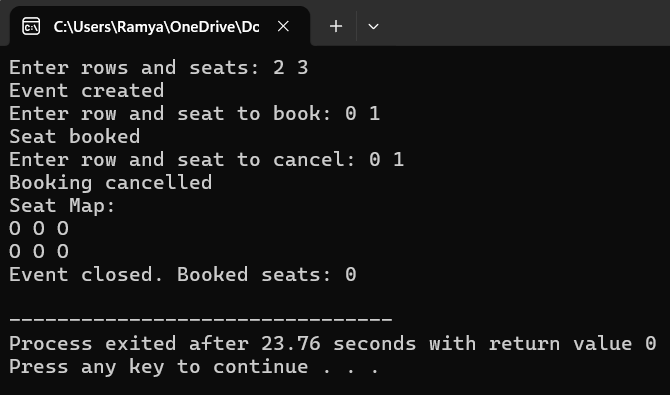 C:\Users\Ramya\OneDrive\Do
Enter rows and seats: 2 3
Event created
Enter row and seat to book: 0 1
Seat booked
Enter row and seat to cancel: 0 1
Booking cancelled
Seat Map:
O O O
O O O
Event closed. Booked seats: 0
--------------------------------
Process exited after 23.76 seconds with return value 0
Press any key to continue . . .